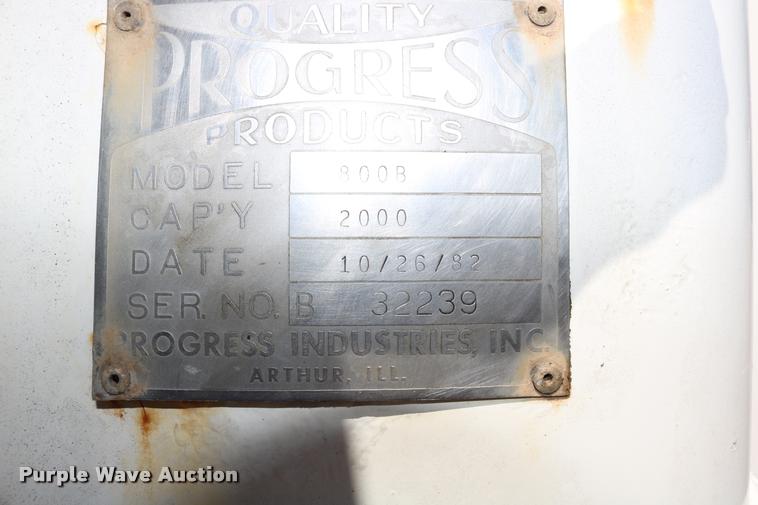 QUALITY
PROGRESS
PRODUCTS
MODEL 800B
CAP'Y 2000
DATE 10/26/82
SER. NO. B 32239
PROGRESS INDUSTRIES, INC.
ARTHUR, ILL.
Purple Wave Auction